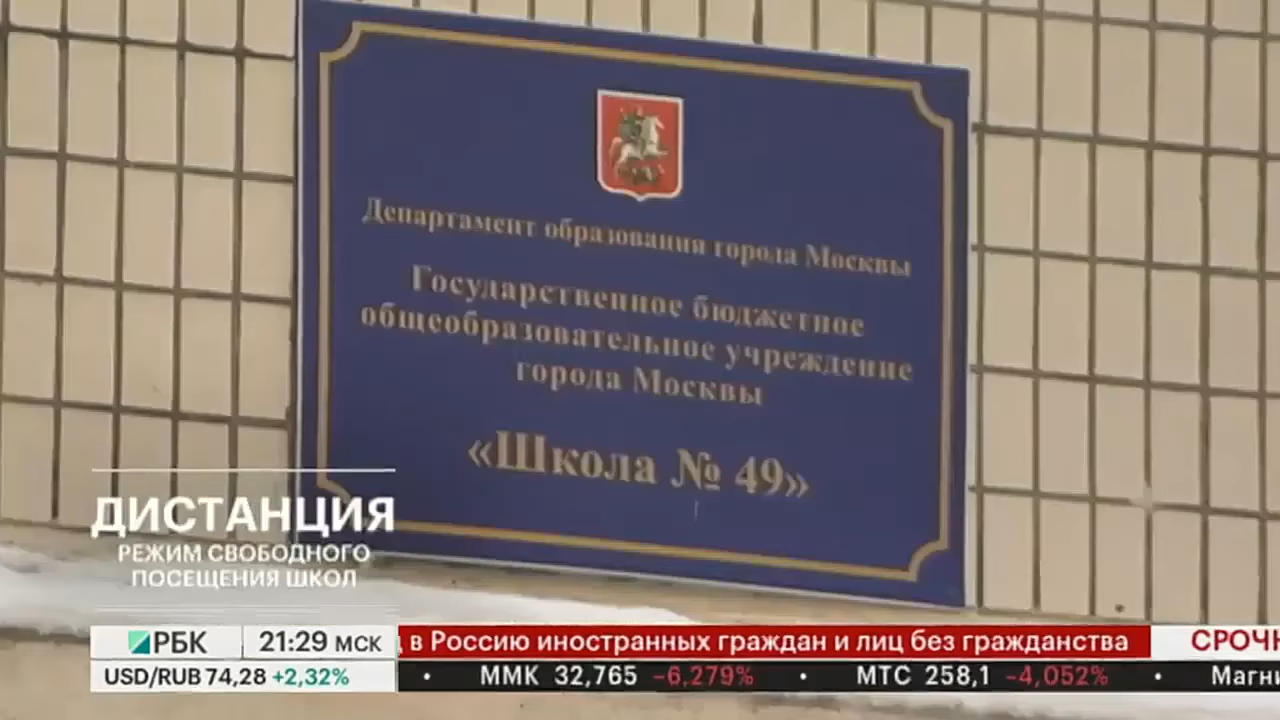 Департамент образования города Москвы
Государственное бюджетное
общеобразовательное учреждение
города Москвы
«Школа № 49»
ДИСТАНЦИЯ
РЕЖИМ СВОБОДНОГО
ПОСЕЩЕНИЯ ШКОЛ
РБК 21:29 МСК в Россию иностранных граждан и лиц без гражданства СРОЧН
USD/RUB 74,28 +2,32% • ММК 32,765 -6,279% • МТС 258,1 -4,052% • Магни